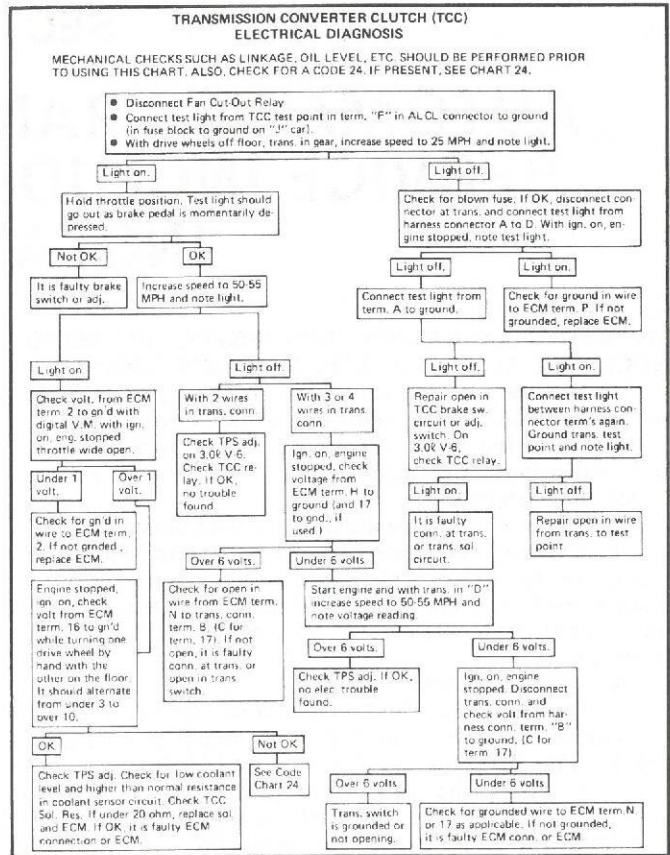 TRANSMISSION CONVERTER CLUTCH (TCC)
ELECTRICAL DIAGNOSIS
MECHANICAL CHECKS SUCH AS LINKAGE, OIL LEVEL, ETC. SHOULD BE PERFORMED PRIOR
TO USING THIS CHART. ALSO, CHECK FOR A CODE 24. IF PRESENT, SEE CHART 24.
● Disconnect Fan Cut-Out Relay
● Connect test light from TCC test point in term. "F" in ALCL connector to ground
(in fuse block to ground on "J" car).
● With drive wheels off floor, trans. in gear, increase speed to 25 MPH and note light.
Light on.
Hold throttle position. Test light should
go out as brake pedal is momentarily de-
pressed.
Not OK.
It is faulty brake
switch or adj.
OK
Increase speed to 50-55
MPH and note light.
Light on
Check volt. from ECM
term. 2 to gn'd with
digital V.M. with ign.
on, eng. stopped
throttle wide open.
Under 1
volt.
Over 1
volt.
Check for gn'd in
wire to ECM term.
2. If not grnded,
replace ECM.
Engine stopped,
ign. on, check
volt from ECM
term. 16 to gn'd
while turning one
drive wheel by
hand with the
other on the floor.
It should alternate
from under 3 to
over 10.
OK
Check TPS adj. Check for low coolant
level and higher than normal resistance
in coolant sensor circuit. Check TCC
Sol. Res. If under 20 ohm, replace sol.
and ECM. If OK, it is faulty ECM
connection or ECM.
Not OK
See Code
Chart 24
Light off.
With 2 wires
in trans. conn.
Check TPS adj.
on 3.0ℓ V-6.
Check TCC re-
lay. If OK,
no trouble
found.
With 3 or 4
wires in trans.
conn.
Ign. on, engine
stopped, check
voltage from
ECM term. H to
ground (and 17
to gnd., if
used.)
Over 6 volts.
Check for open in
wire from ECM term.
N to trans. conn.
term. B, (C for
term. 17). If not
open, it is faulty
conn. at trans. or
open in trans
switch.
Under 6 volts.
Start engine and with trans. in "D"
increase speed to 50-55 MPH and
note voltage reading.
Over 6 volts.
Check TPS adj. If OK,
no elec. trouble
found.
Under 6 volts.
Ign. on, engine
stopped. Disconnect
trans. conn. and
check volt from har-
ness conn. term. "B"
to ground, (C for
term. 17).
Over 6 volts
Trans. switch
is grounded or
not opening.
Under 6 volts
Check for grounded wire to ECM term. N
or 17 as applicable. If not grounded,
it is faulty ECM conn. or ECM.
Light off.
Check for blown fuse. If OK, disconnect con-
nector at trans. and connect test light from
harness connector A to D. With ign. on, en-
gine stopped, note test light.
Light off.
Connect test light from
term. A to ground.
Light on.
Check for ground in wire
to ECM term. P. If not
grounded, replace ECM.
Light off.
Repair open in
TCC brake sw.
circuit or adj.
switch. On
3.0ℓ V-6,
check TCC relay.
Light on.
Connect test light
between harness con-
nector term's again.
Ground trans. test
point and note light.
Light on.
It is faulty
conn. at trans.
or trans. sol
circuit.
Light off.
Repair open in wire
from trans. to test
point